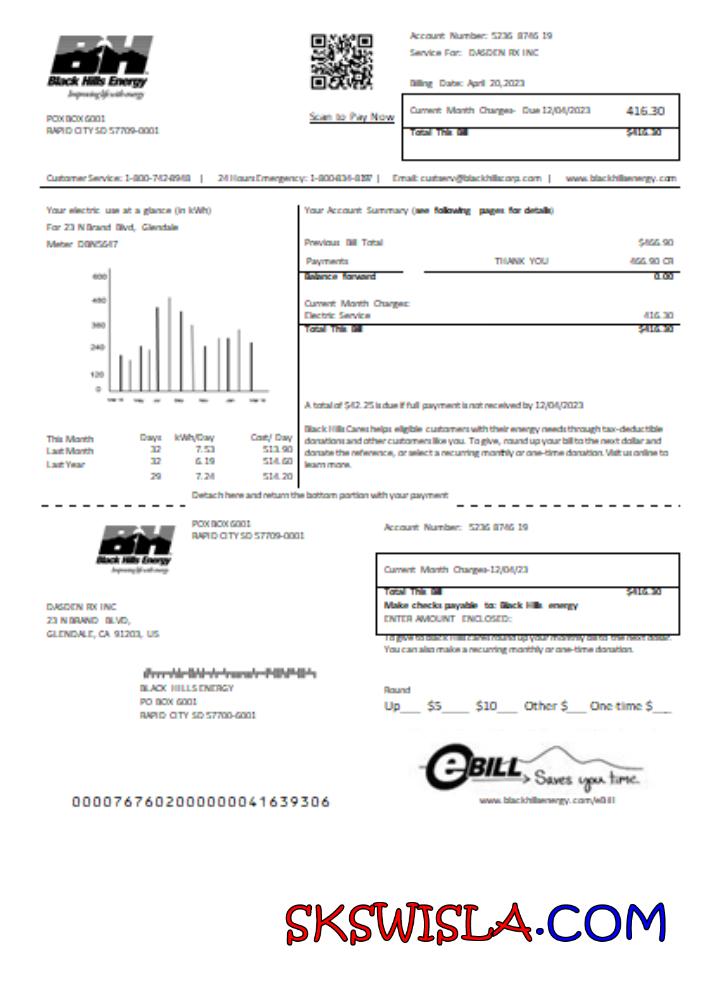 BH
Black Hills Energy
Improving life with energy
POX BOX 6001
RAPID CITY SD 57709-0001
Scan to Pay Now
Account Number: 5236 8746 19
Service For: DASDEN RX INC
Billing Date: April 20,2023
Current Month Charges- Due 12/04/2023 416.30
Total This Bill $416.30
Customer Service: 1-800-742-8948 | 24 Hours Emergency: | Email: custserv@blackhillscorp.com | www.blackhillsenergy.com
Your electric use at a glance (in kWh)
For 23 N Brand Blvd, Glendale
Meter DBN5647
600
480
360
240
120
0
This Month
Last Month
Last Year
Days kWh/Day Cost/ Day
32 7.53 $13.90
32 6.19 $14.60
29 7.24 $14.20
Your Account Summary (see following pages for details)
Previous Bill Total $466.90
Payments THANK YOU 466.90 CR
Balance forward 0.00
Current Month Charges:
Electric Service 416.30
Total This Bill $416.30
A total of $42.25 is due if full payment is not received by 12/04/2023
Black Hills Cares helps eligible customers with their energy needs through tax-deductible
donations and other customers like you. To give, round up your bill to the next dollar and
donate the reference, or select a recurring monthly or one-time donation. Visit us online to
learn more.
Detach here and return the bottom portion with your payment
BH
Black Hills Energy
Improving life with energy
POX BOX 6001
RAPID CITY SD 57709-0001
Account Number: 5236 8746 19
Current Month Charges-12/04/23
Total This Bill $416.30
Make checks payable to: Black Hills energy
ENTER AMOUNT ENCLOSED:
To give to Black Hills Cares round up your monthly bill to the next dollar.
You can also make a recurring monthly or one-time donation.
DASDEN RX INC
23 N BRAND BLVD,
GLENDALE, CA 91203, US
BLACK HILLS ENERGY
PO BOX 6001
RAPID CITY SD 57700-6001
Round
Up___ $5____ $10___ Other $___ One time $___
eBILL Saves you time.
www.blackhillsenergy.com/eBill
00007676020000000041639306
SKSWISLA.COM